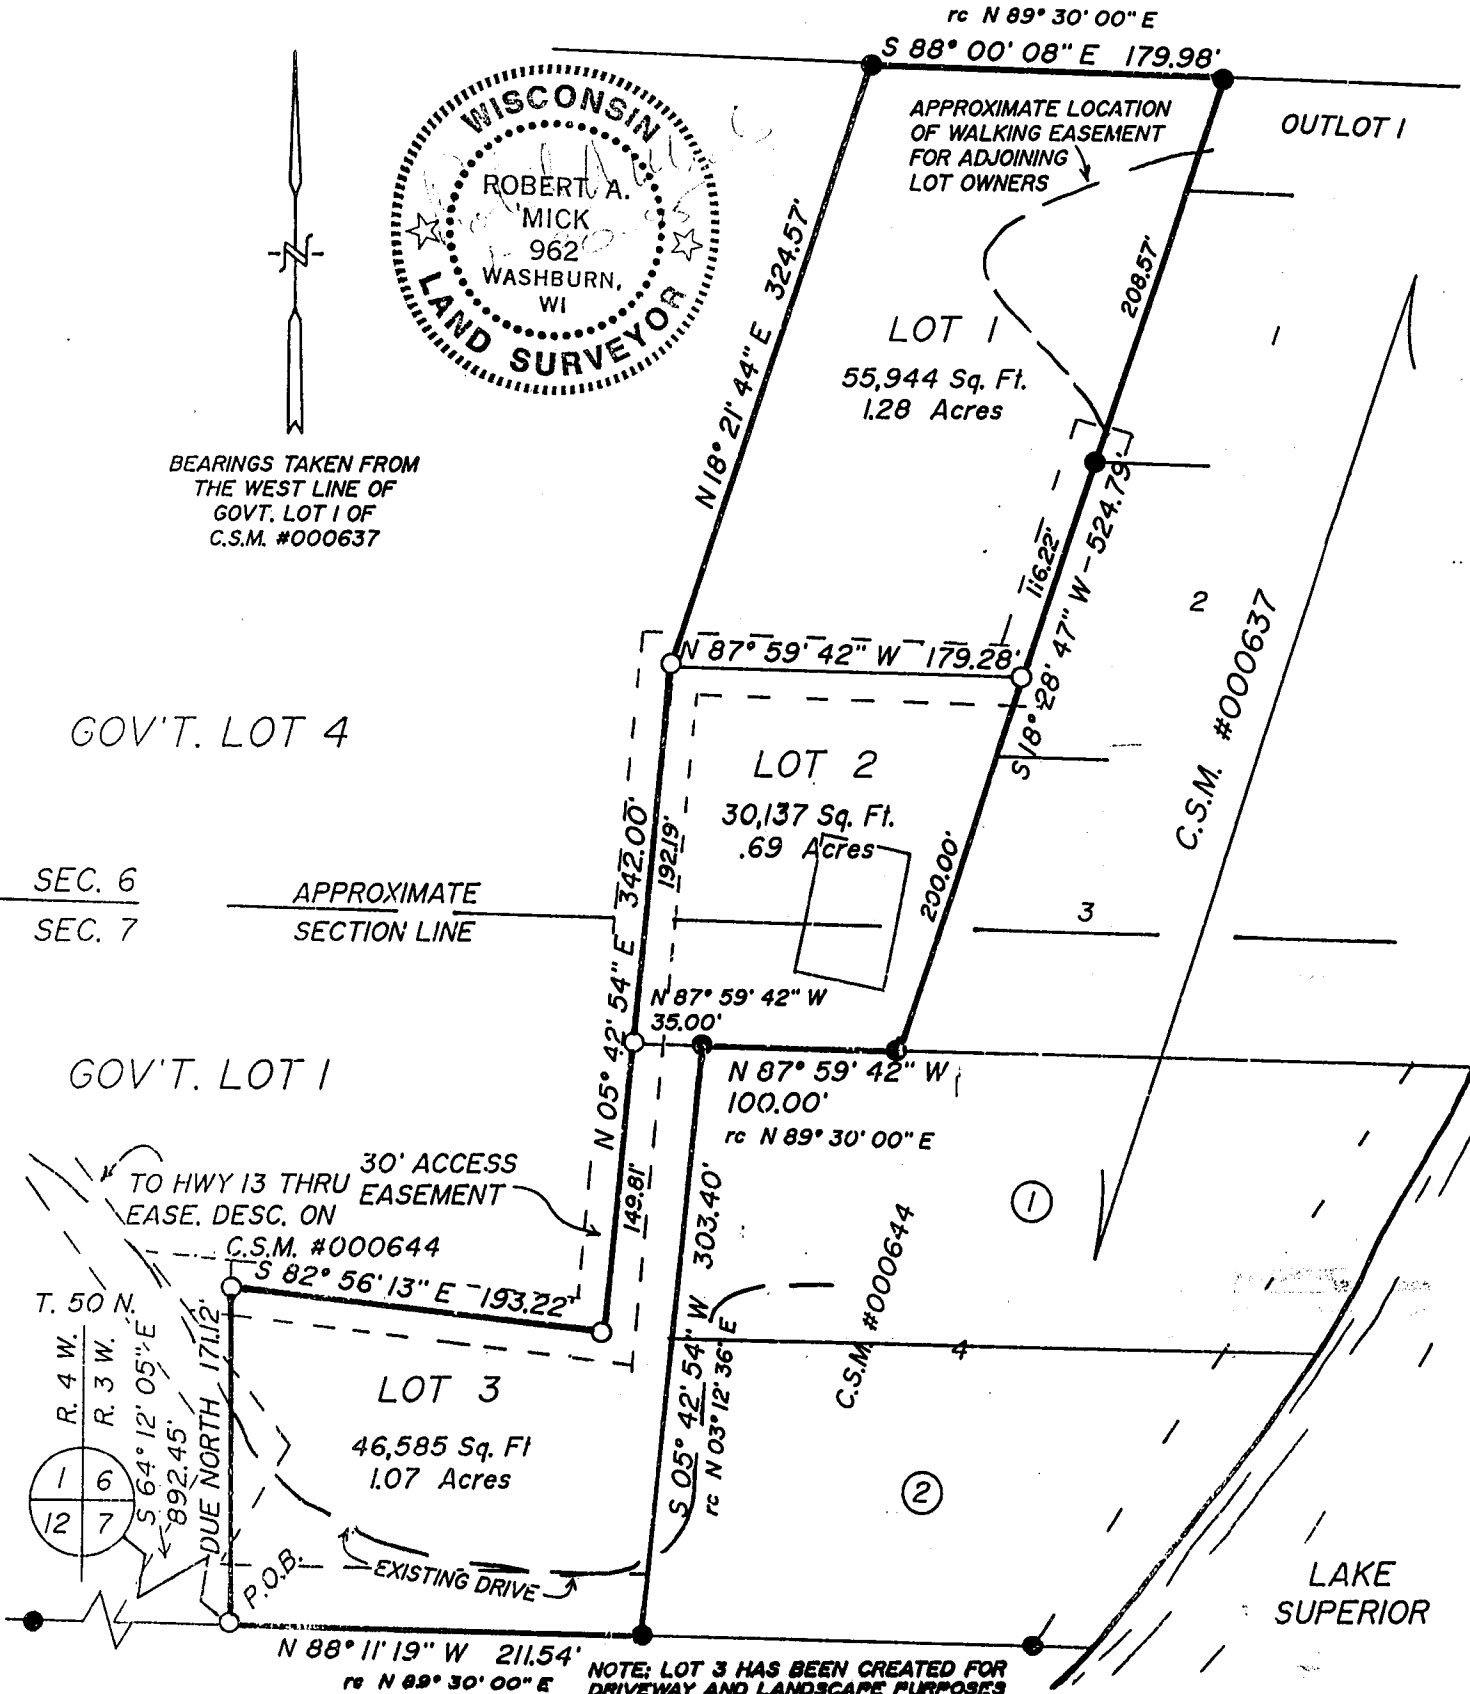 rc N 89° 30' 00" E
S 88° 00' 08" E 179.98'
WISCONSIN
LAND SURVEYOR
ROBERT A.
MICK
962
WASHBURN,
WI
APPROXIMATE LOCATION
OF WALKING EASEMENT
FOR ADJOINING
LOT OWNERS
OUTLOT 1
N
BEARINGS TAKEN FROM
THE WEST LINE OF
GOVT. LOT 1 OF
C.S.M. #000637
N 18° 21' 44" E 324.57'
208.57'
LOT 1
55,944 Sq. Ft.
1.28 Acres
1
116.22'
S 18° 28' 47" W - 524.79'
2
C.S.M. #000637
N 87° 59' 42" W 179.28'
GOV'T. LOT 4
LOT 2
30,137 Sq. Ft.
.69 Acres
200.00'
N 05° 42' 54" E 342.00'
192.19'
SEC. 6
SEC. 7
APPROXIMATE
SECTION LINE
3
N 87° 59' 42" W
35.00'
GOV'T. LOT 1
N 87° 59' 42" W
100.00'
rc N 89° 30' 00" E
30' ACCESS
EASEMENT
TO HWY 13 THRU
EASE. DESC. ON
C.S.M. #000644
149.81'
S 05° 42' 54" W 303.40'
rc N 03° 12' 36" E
1
C.S.M. #000644
4
S 82° 56' 13" E 193.22'
T. 50 N.
R. 4 W.
R. 3 W.
S 64° 12' 05" E
892.45'
DUE NORTH 171.12'
LOT 3
46,585 Sq. Ft
1.07 Acres
1 6
12 7
2
P.O.B.
EXISTING DRIVE
LAKE
SUPERIOR
N 88° 11' 19" W 211.54'
rc N 89° 30' 00" E
NOTE: LOT 3 HAS BEEN CREATED FOR
DRIVEWAY AND LANDSCAPE PURPOSES